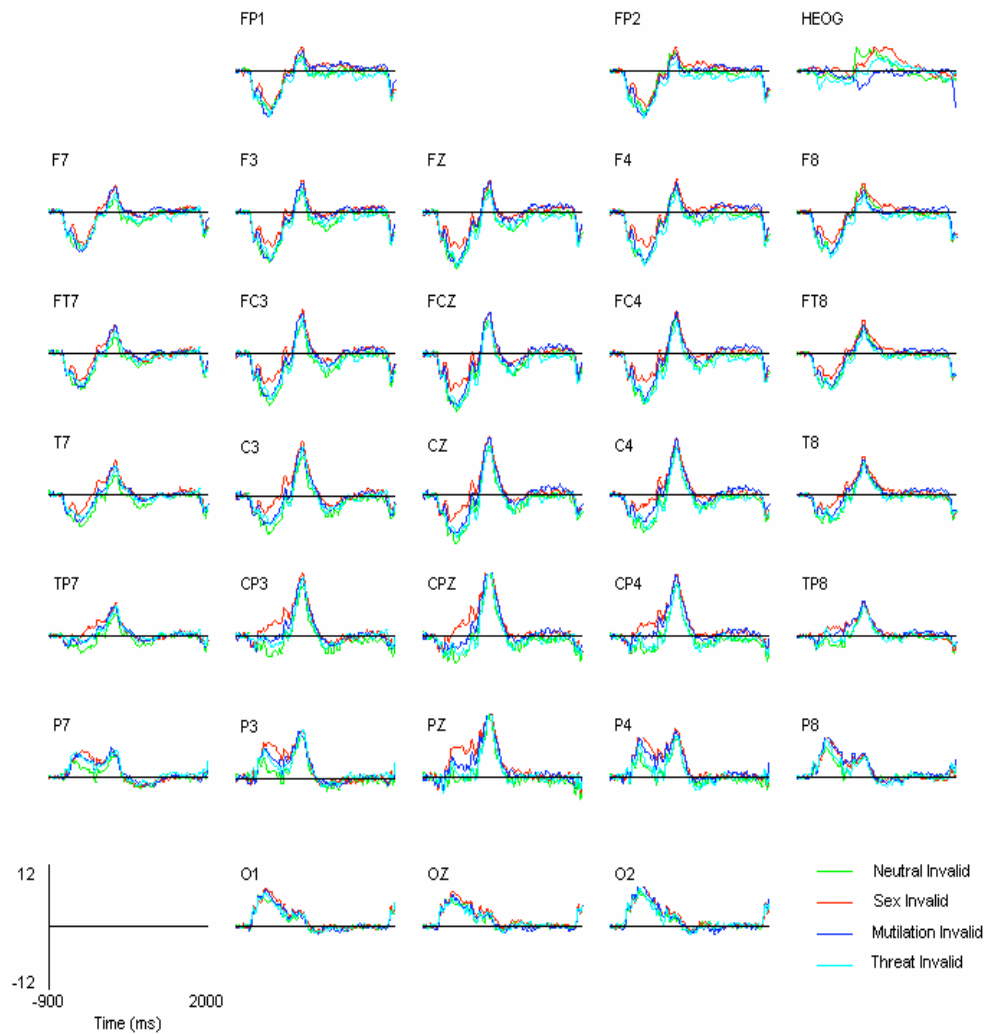 FP1 FP2 HEOG
F7 F3 FZ F4 F8
FT7 FC3 FCZ FC4 FT8
T7 C3 CZ C4 T8
TP7 CP3 CPZ CP4 TP8
P7 P3 PZ P4 P8
O1 OZ O2
12
-12
-900 2000
Time (ms)
Neutral Invalid
Sex Invalid
Mutilation Invalid
Threat Invalid